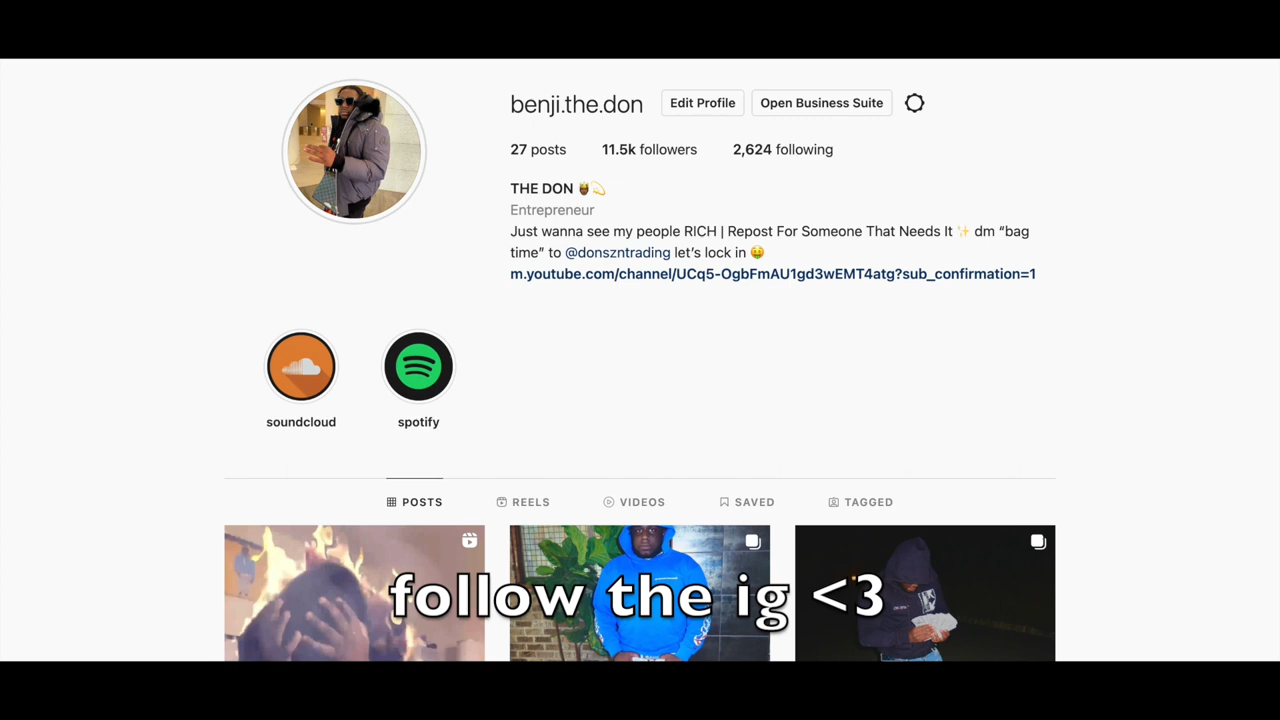 benji.the.don Edit Profile Open Business Suite
27 posts 11.5k followers 2,624 following
THE DON 🤴🏾💫
Entrepreneur
Just wanna see my people RICH | Repost For Someone That Needs It ✨ dm “bag
time” to @donszntrading let’s lock in 🤑
m.youtube.com/channel/UCq5-OgbFmAU1gd3wEMT4atg?sub_confirmation=1
soundcloud spotify
POSTS REELS VIDEOS SAVED TAGGED
follow the ig <3